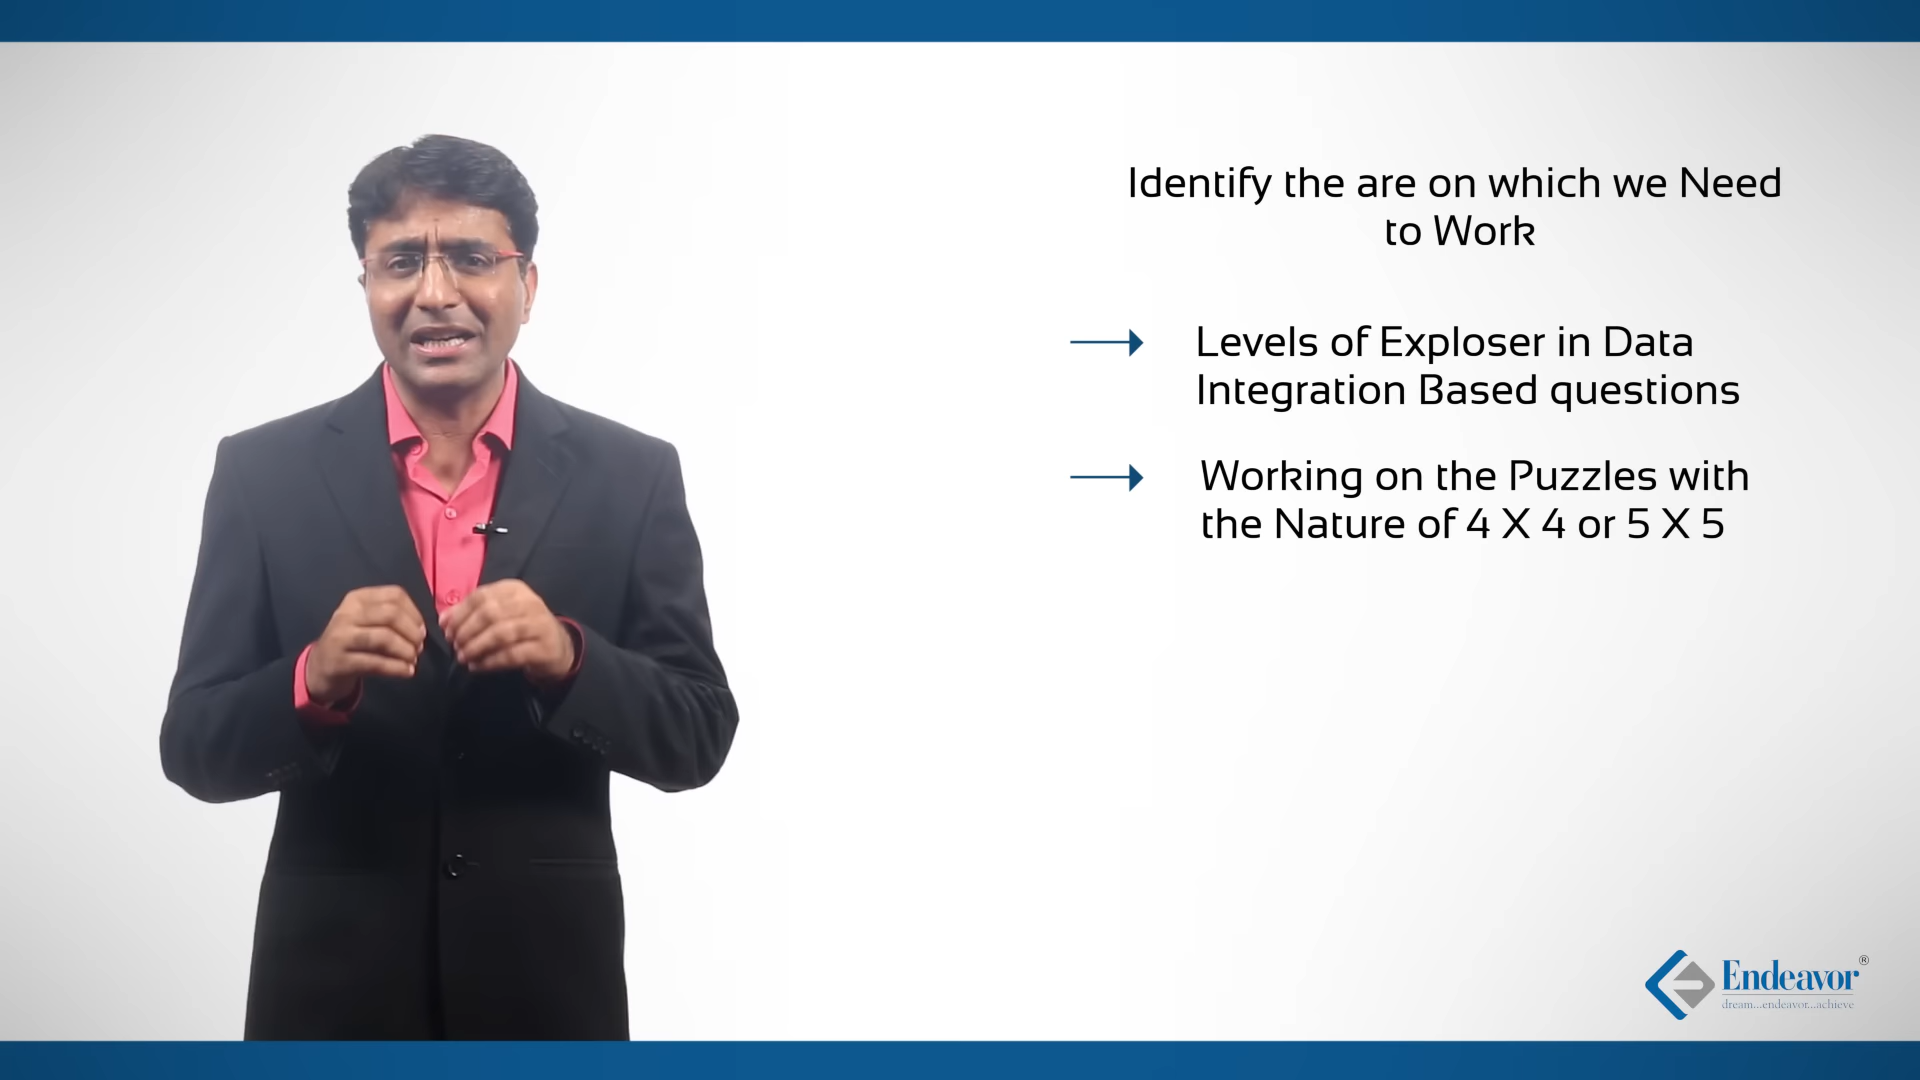 Identify the are on which we Need
to Work
Levels of Exploser in Data
Integration Based questions
Working on the Puzzles with
the Nature of 4 X 4 or 5 X 5
Endeavor®
dream...endeavor...achieve